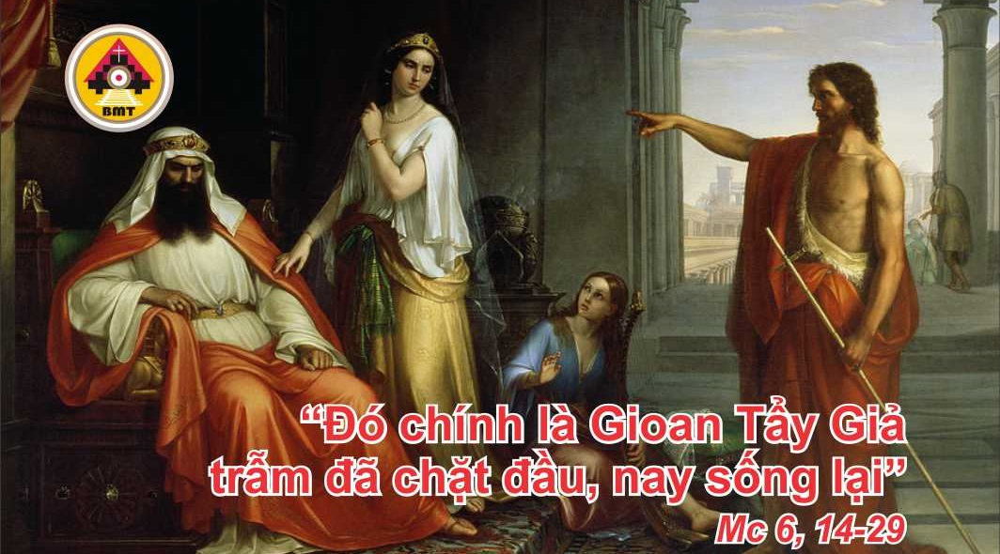 BMT
“Đó chính là Gioan Tẩy Giả
trẫm đã chặt đầu, nay sống lại”
Mc 6, 14-29